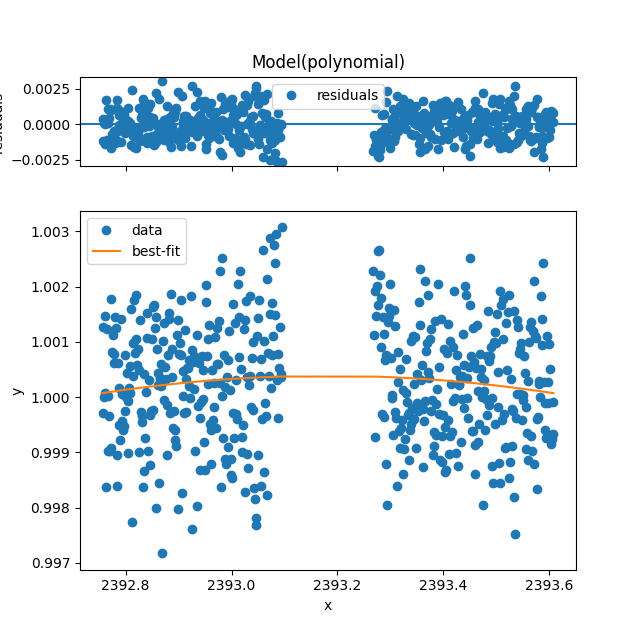 Model(polynomial)
0.0025
0.0000
−0.0025
residuals
residuals
1.003
1.002
1.001
1.000
0.999
0.998
0.997
y
data
best-fit
2392.8 2393.0 2393.2 2393.4 2393.6
x